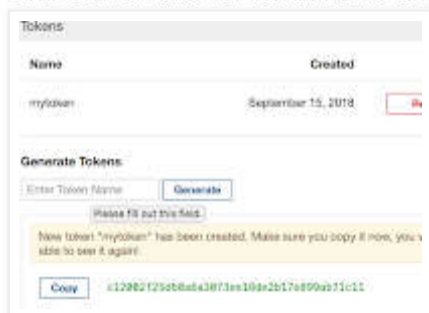 Tokens
Name Created
mytoken September 15, 2018
Generate Tokens
Enter Token Name Generate
Please fill out this field.
New token "mytoken" has been created. Make sure you copy it now, you
able to see it again!
Copy